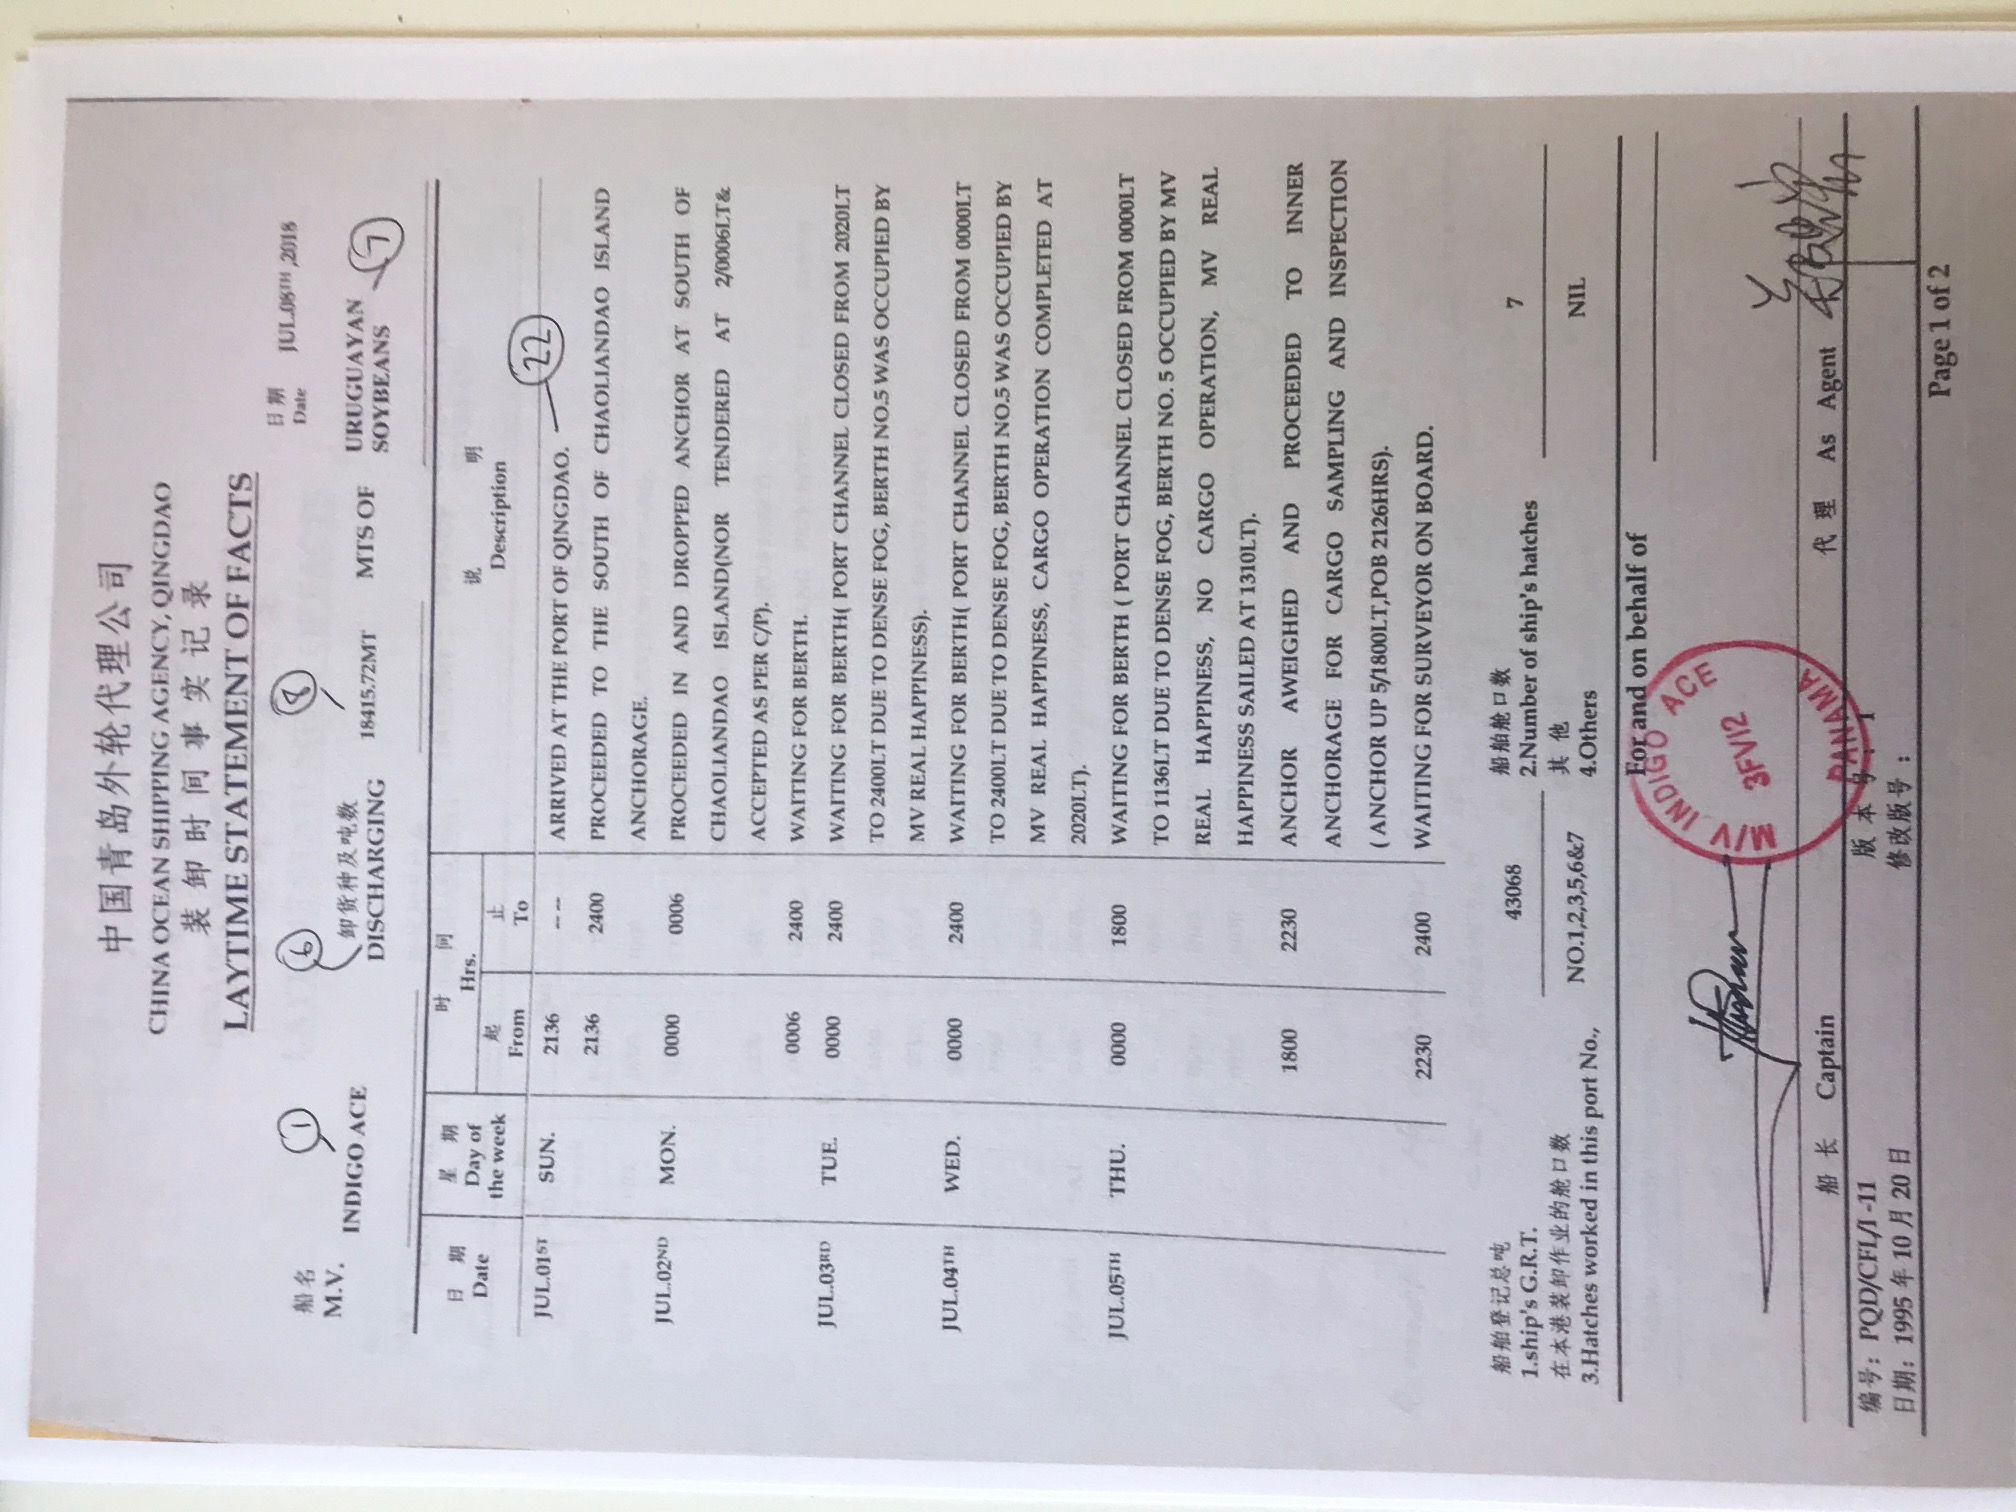 中国青岛外轮代理公司
CHINA OCEAN SHIPPING AGENCY, QINGDAO
装卸时间事实记录
LAYTIME STATEMENT OF FACTS
日期 Date JUL.08TH,2018
1 6 8 7
船名 M.V. INDIGO ACE 卸货种及吨数 DISCHARGING 18415.72MT MTS OF URUGUAYAN SOYBEANS
日期 Date 星期 Day of the week 时间 Hrs. 起 From 止 To 说明 Description
JUL.01ST SUN. 2136 -- ARRIVED AT THE PORT OF QINGDAO. 22
2136 2400 PROCEEDED TO THE SOUTH OF CHAOLIANDAO ISLAND
ANCHORAGE.
JUL.02ND MON. 0000 0006 PROCEEDED IN AND DROPPED ANCHOR AT SOUTH OF
CHAOLIANDAO ISLAND(NOR TENDERED AT 2/0006LT&
ACCEPTED AS PER C/P).
0006 2400 WAITING FOR BERTH.
JUL.03RD TUE. 0000 2400 WAITING FOR BERTH( PORT CHANNEL CLOSED FROM 2020LT
TO 2400LT DUE TO DENSE FOG, BERTH NO.5 WAS OCCUPIED BY
MV REAL HAPPINESS).
JUL.04TH WED. 0000 2400 WAITING FOR BERTH( PORT CHANNEL CLOSED FROM 0000LT
TO 2400LT DUE TO DENSE FOG, BERTH NO.5 WAS OCCUPIED BY
MV REAL HAPPINESS, CARGO OPERATION COMPLETED AT
2020LT).
JUL.05TH THU. 0000 1800 WAITING FOR BERTH ( PORT CHANNEL CLOSED FROM 0000LT
TO 1136LT DUE TO DENSE FOG, BERTH NO. 5 OCCUPIED BY MV
REAL HAPPINESS, NO CARGO OPERATION, MV REAL
HAPPINESS SAILED AT 1310LT).
1800 2230 ANCHOR AWEIGHED AND PROCEEDED TO INNER
ANCHORAGE FOR CARGO SAMPLING AND INSPECTION
( ANCHOR UP 5/1800LT,POB 2126HRS).
2230 2400 WAITING FOR SURVEYOR ON BOARD.
船舶登记总吨 船舶舱口数
1.ship's G.R.T. 43068 2.Number of ship's hatches 7
在本港装卸作业的舱口数 其他
3.Hatches worked in this port No., NO.1,2,3,5,6&7 4.Others NIL
For and on behalf of
M/V INDIGO ACE
3FVI2
PANAMA
船长 Captain 代理 As Agent
编号：PQD/CFL/1-11 版本号：1
日期：1995 年 10 月 20 日 修改版号：
Page 1 of 2